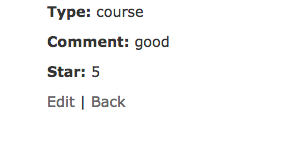 Type: course
Comment: good
Star: 5
Edit | Back